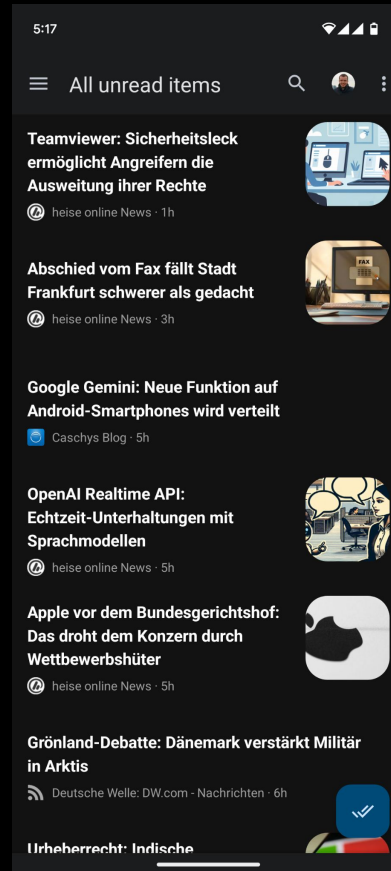 5:17
All unread items
Teamviewer: Sicherheitsleck
ermöglicht Angreifern die
Ausweitung ihrer Rechte
heise online News · 1h
Abschied vom Fax fällt Stadt
Frankfurt schwerer als gedacht
FAX
heise online News · 3h
Google Gemini: Neue Funktion auf
Android-Smartphones wird verteilt
Caschys Blog · 5h
OpenAI Realtime API:
Echtzeit-Unterhaltungen mit
Sprachmodellen
heise online News · 5h
Apple vor dem Bundesgerichtshof:
Das droht dem Konzern durch
Wettbewerbshüter
heise online News · 5h
Grönland-Debatte: Dänemark verstärkt Militär
in Arktis
Deutsche Welle: DW.com - Nachrichten · 6h
Urheberrecht: Indische